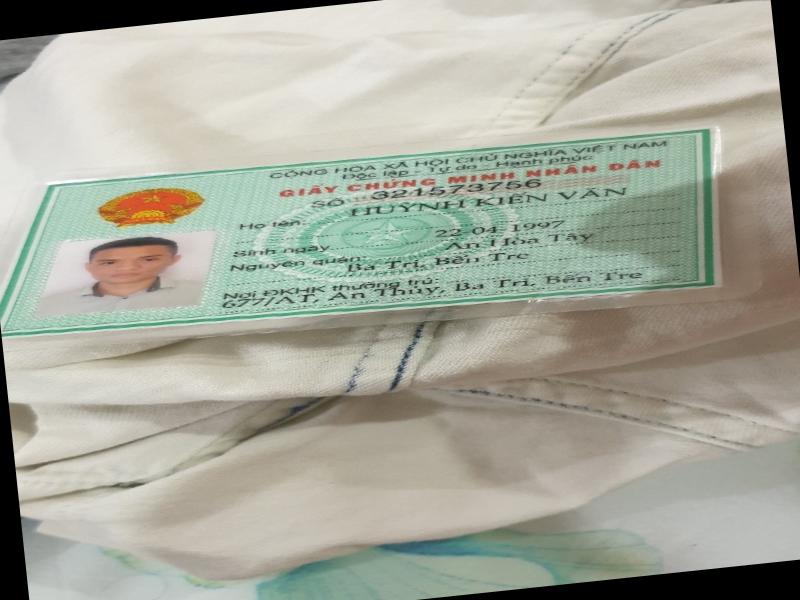 CỘNG HÒA XÃ HỘI CHỦ NGHĨA VIỆT NAM
Độc lập - Tự do - Hạnh phúc
GIẤY CHỨNG MINH NHÂN DÂN
SỐ 321573756
Họ tên: HUỲNH KIẾN VĂN
Sinh ngày 22-04-1997
Nguyên quán: An Hòa Tây
Ba Tri, Bến Tre
Nơi ĐKHK thường trú:
677/AT, An Thủy, Ba Tri, Bến Tre